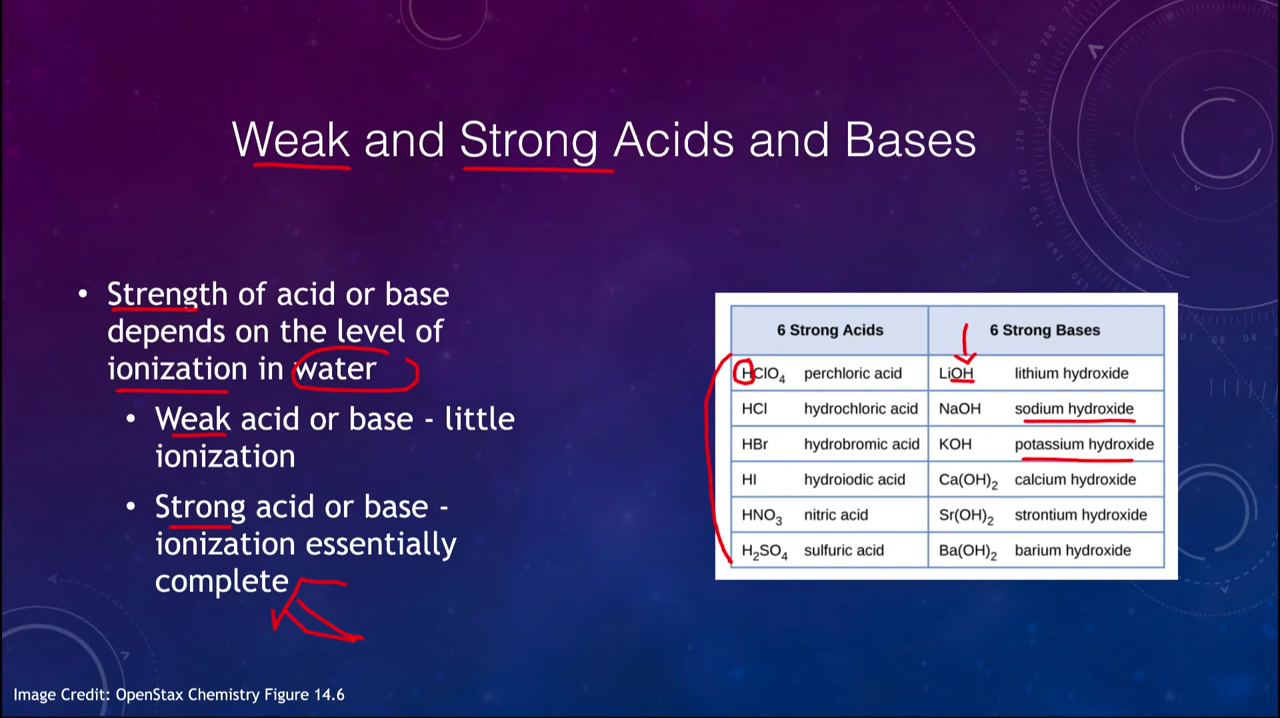 Weak and Strong Acids and Bases
• Strength of acid or base
depends on the level of
ionization in water
• Weak acid or base - little
ionization
• Strong acid or base -
ionization essentially
complete
6 Strong Acids 6 Strong Bases
HClO₄ perchloric acid LiOH lithium hydroxide
HCl hydrochloric acid NaOH sodium hydroxide
HBr hydrobromic acid KOH potassium hydroxide
HI hydroiodic acid Ca(OH)₂ calcium hydroxide
HNO₃ nitric acid Sr(OH)₂ strontium hydroxide
H₂SO₄ sulfuric acid Ba(OH)₂ barium hydroxide
Image Credit: OpenStax Chemistry Figure 14.6